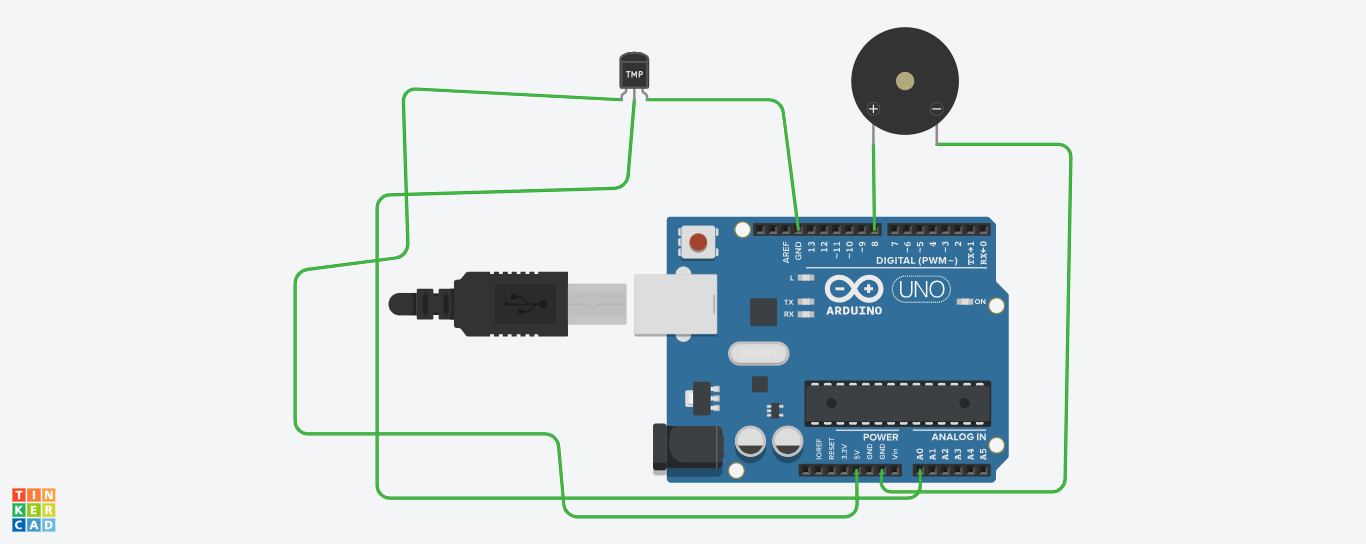 TMP
+ −
AREF
GND
13
12
~11
~10
~9
8
7
~6
~5
4
~3
2
TX→1
RX←0
DIGITAL (PWM~)
L
TX
RX
UNO
ON
ARDUINO
POWER
ANALOG IN
IOREF
RESET
3.3V
5V
GND
GND
Vin
A0
A1
A2
A3
A4
A5
TIN
KER
CAD